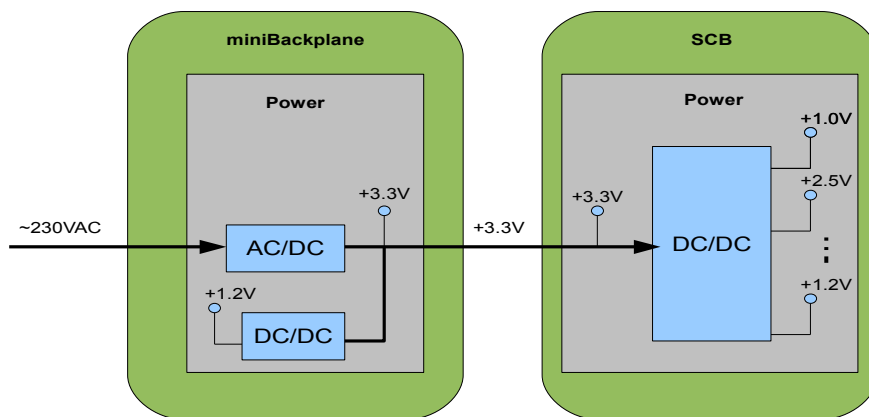 miniBackplane
Power
~230VAC
AC/DC
+3.3V
+1.2V
DC/DC
+3.3V
SCB
Power
+3.3V
DC/DC
+1.0V
+2.5V
+1.2V